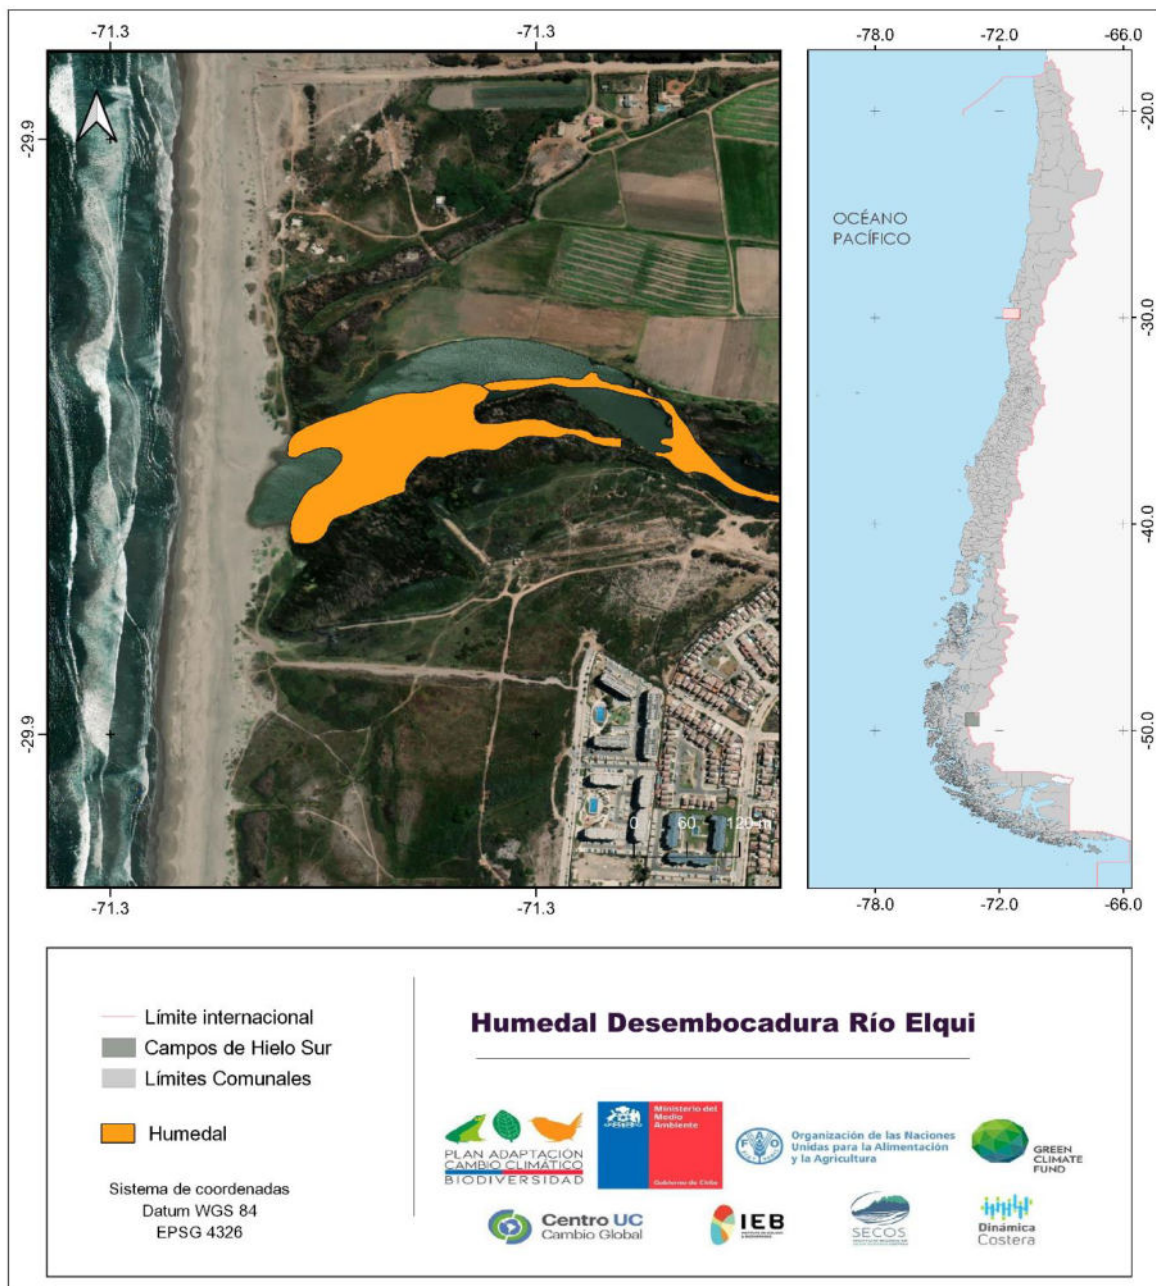 -71.3
-71.3
-29.9
-29.9
0
60
120 m
-71.3
-71.3
-78.0
-72.0
-66.0
OCÉANO
PACÍFICO
-20.0
-30.0
-40.0
-50.0
-78.0
-72.0
-66.0
Límite internacional
Campos de Hielo Sur
Límites Comunales
Humedal
Sistema de coordenadas
Datum WGS 84
EPSG 4326
Humedal Desembocadura Río Elqui
PLAN ADAPTACIÓN
CAMBIO CLIMÁTICO
BIODIVERSIDAD
Ministerio del
Medio
Ambiente
Gobierno de Chile
FAO
Organización de las Naciones
Unidas para la Alimentación
y la Agricultura
GREEN
CLIMATE
FUND
Centro UC
Cambio Global
IEB
SECOS
Dinámica
Costera